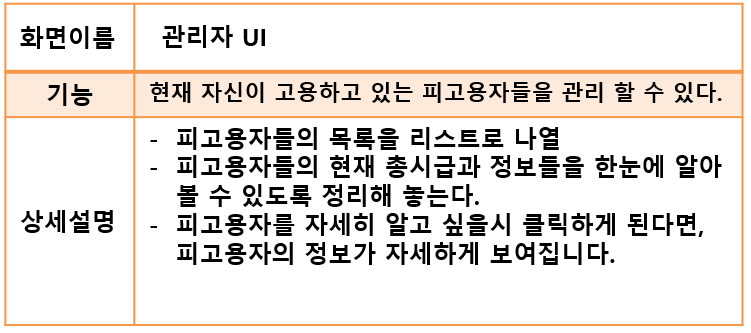 화면이름 관리자 UI
기능 현재 자신이 고용하고 있는 피고용자들을 관리 할 수 있다.
상세설명
- 피고용자들의 목록을 리스트로 나열
- 피고용자들의 현재 총시급과 정보들을 한눈에 알아
볼 수 있도록 정리해 놓는다.
- 피고용자를 자세히 알고 싶을시 클릭하게 된다면,
피고용자의 정보가 자세하게 보여집니다.